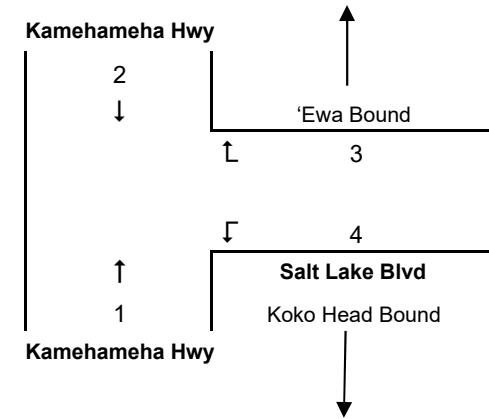 Kamehameha Hwy
2
‘Ewa Bound
3
4
Salt Lake Blvd
1
Koko Head Bound
Kamehameha Hwy